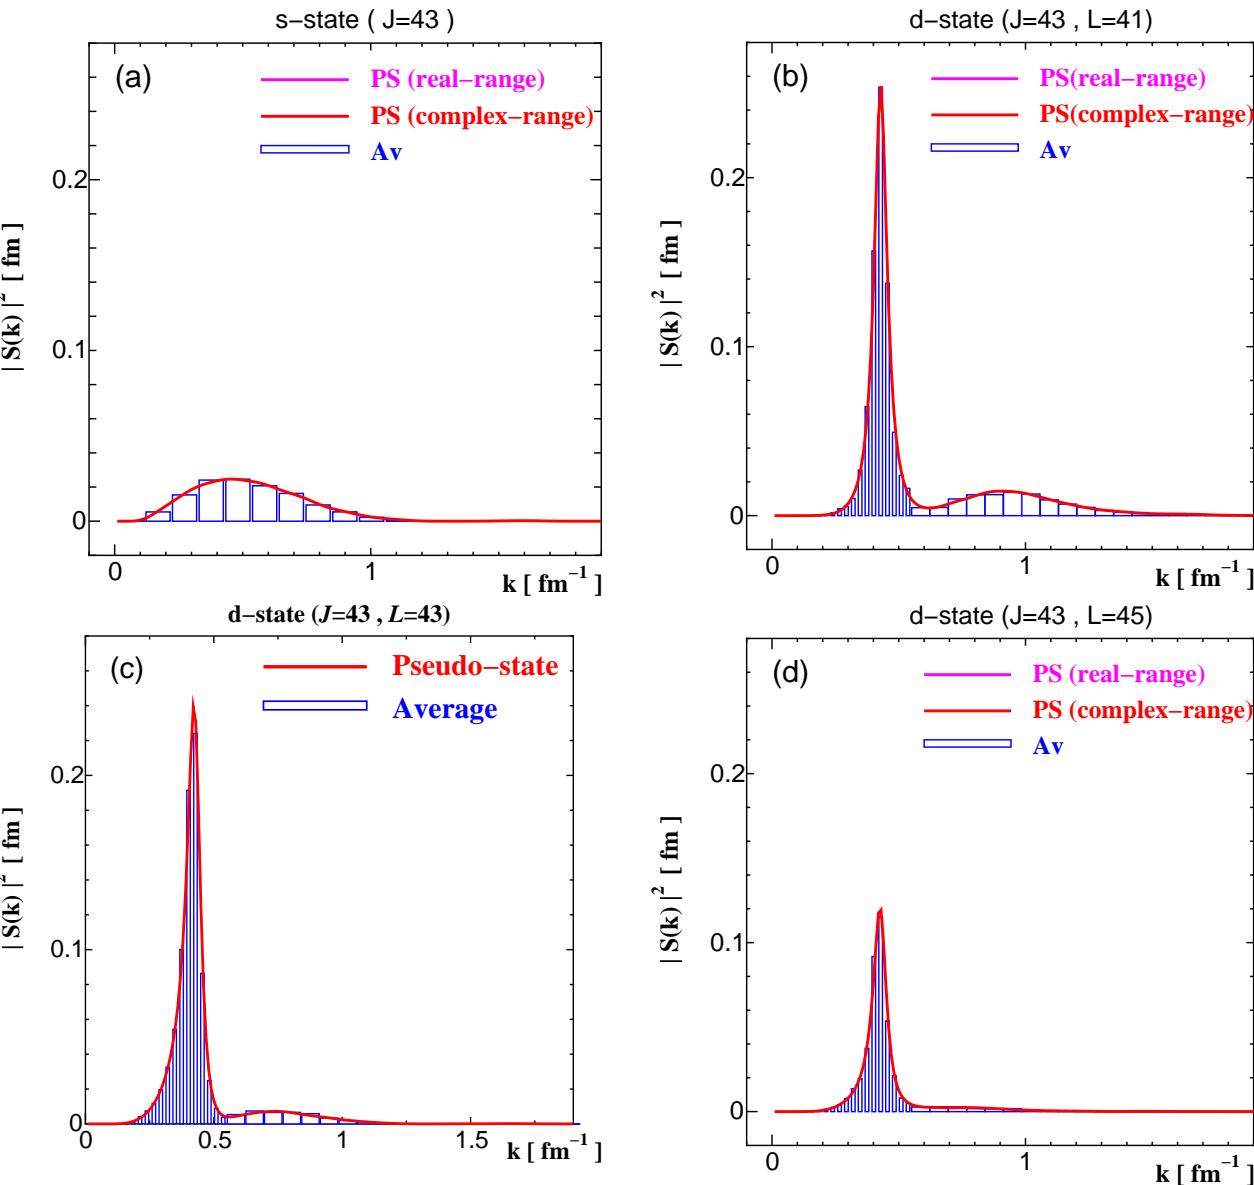 s−state ( J=43 )
(a)
PS (real−range)
PS (complex−range)
Av
0.2
0.1
0
| S(k) |² [ fm ]
0 1
k [ fm⁻¹ ]
d−state (J=43 , L=41)
(b)
PS(real−range)
PS(complex−range)
Av
0.2
0.1
0
| S(k) |² [ fm ]
0 1
k [ fm⁻¹ ]
d−state (J=43 , L=43)
(c)
Pseudo−state
Average
0.2
0.1
0
| S(k) |² [ fm ]
0 0.5 1 1.5
k [ fm⁻¹ ]
d−state (J=43 , L=45)
(d)
PS (real−range)
PS (complex−range)
Av
0.2
0.1
0
| S(k) |² [ fm ]
0 1
k [ fm⁻¹ ]